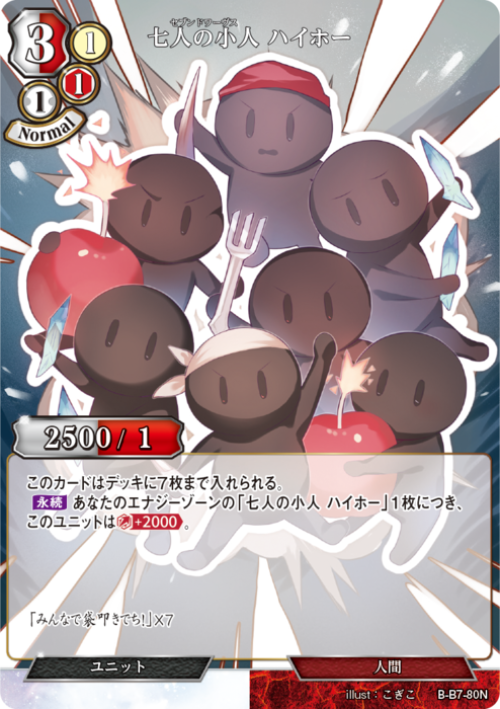 セブンドワーブス
七人の小人 ハイホー
3
1
1
1
Normal
2500 / 1
このカードはデッキに7枚まで入れられる。
永続 あなたのエナジーゾーンの「七人の小人 ハイホー」1枚につき、
このユニットは +2000 。
「みんなで袋叩きでち!」×7
ユニット
人間
illust:こぎこ
B-B7-80N